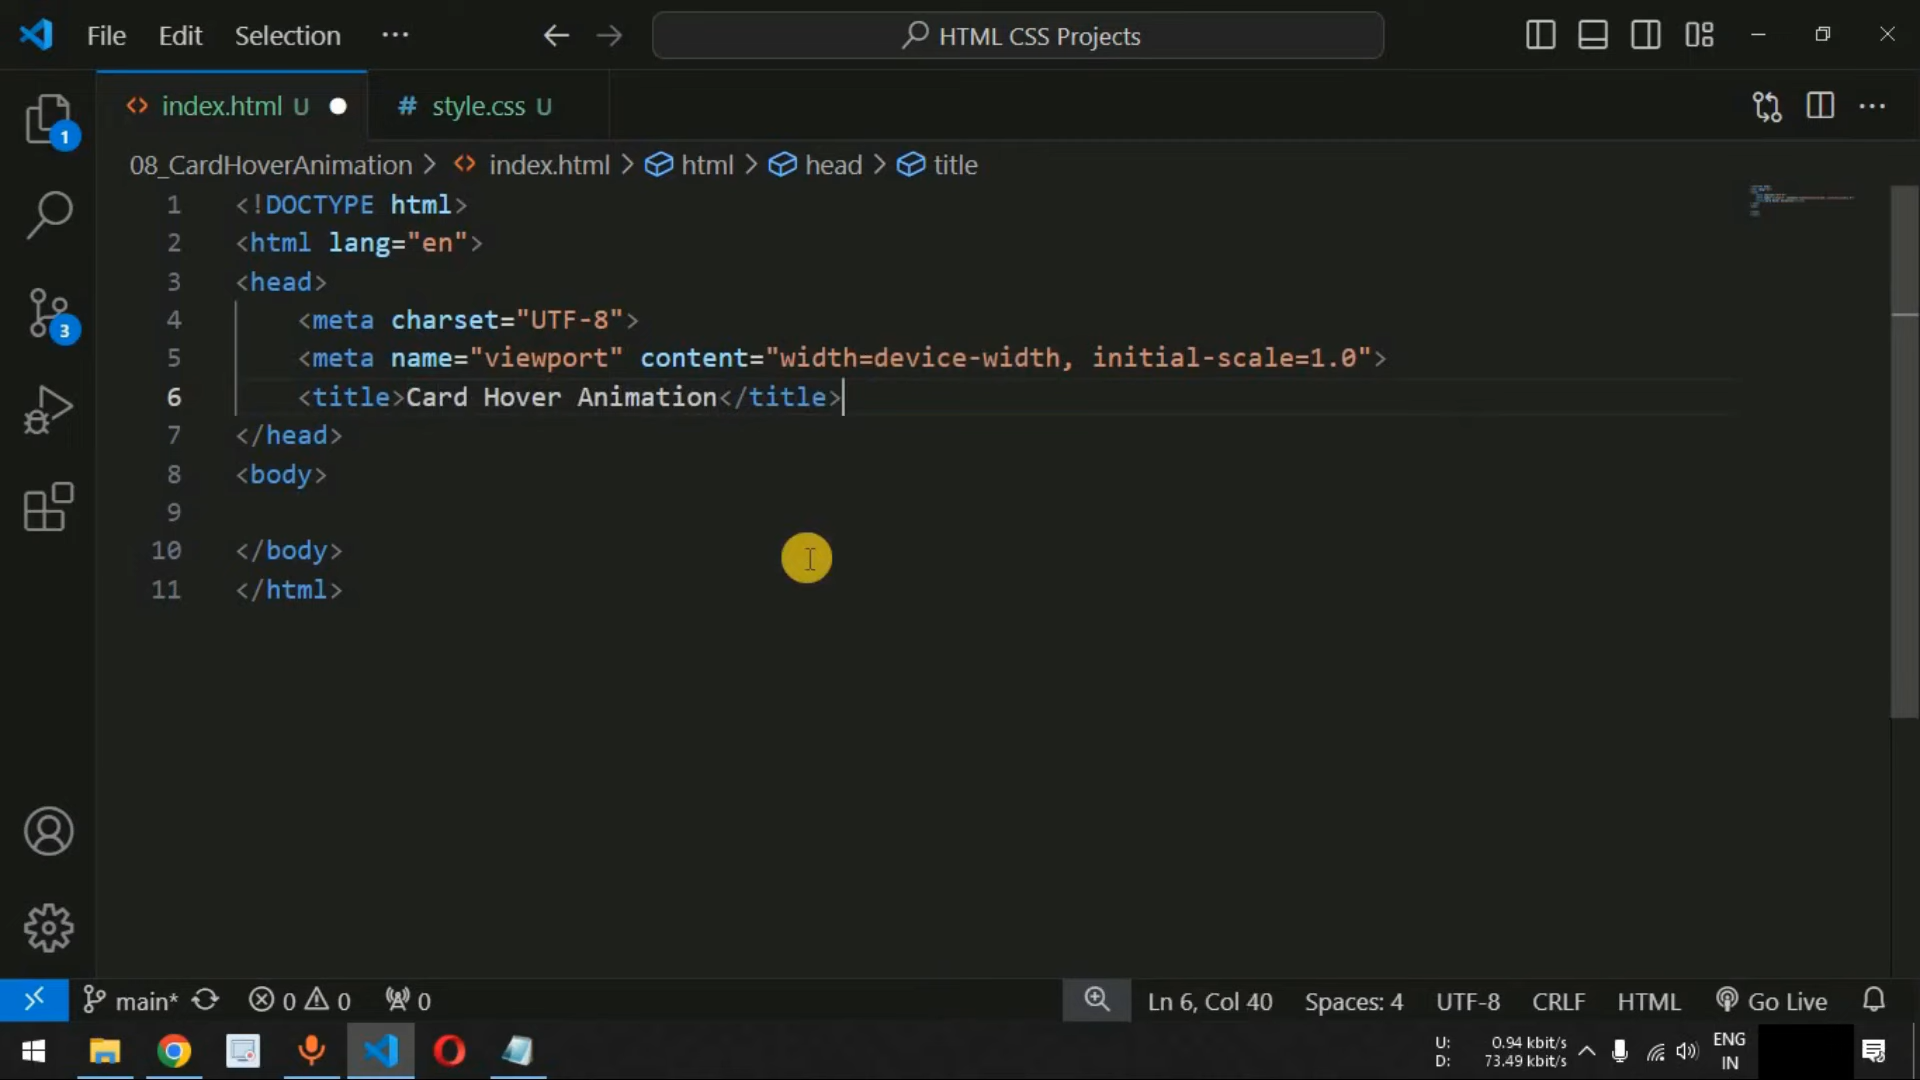 File Edit Selection ··· HTML CSS Projects
index.html U style.css U
1
08_CardHoverAnimation > index.html > html > head > title
1 <!DOCTYPE html>
2 <html lang="en">
3 <head>
4 <meta charset="UTF-8">
5 <meta name="viewport" content="width=device-width, initial-scale=1.0">
6 <title>Card Hover Animation</title>
7 </head>
8 <body>
9
10 </body>
11 </html>
3
main* 0 0 0 Ln 6, Col 40 Spaces: 4 UTF-8 CRLF HTML Go Live
U: 0.94 kbit/s
D: 73.49 kbit/s
ENG
IN